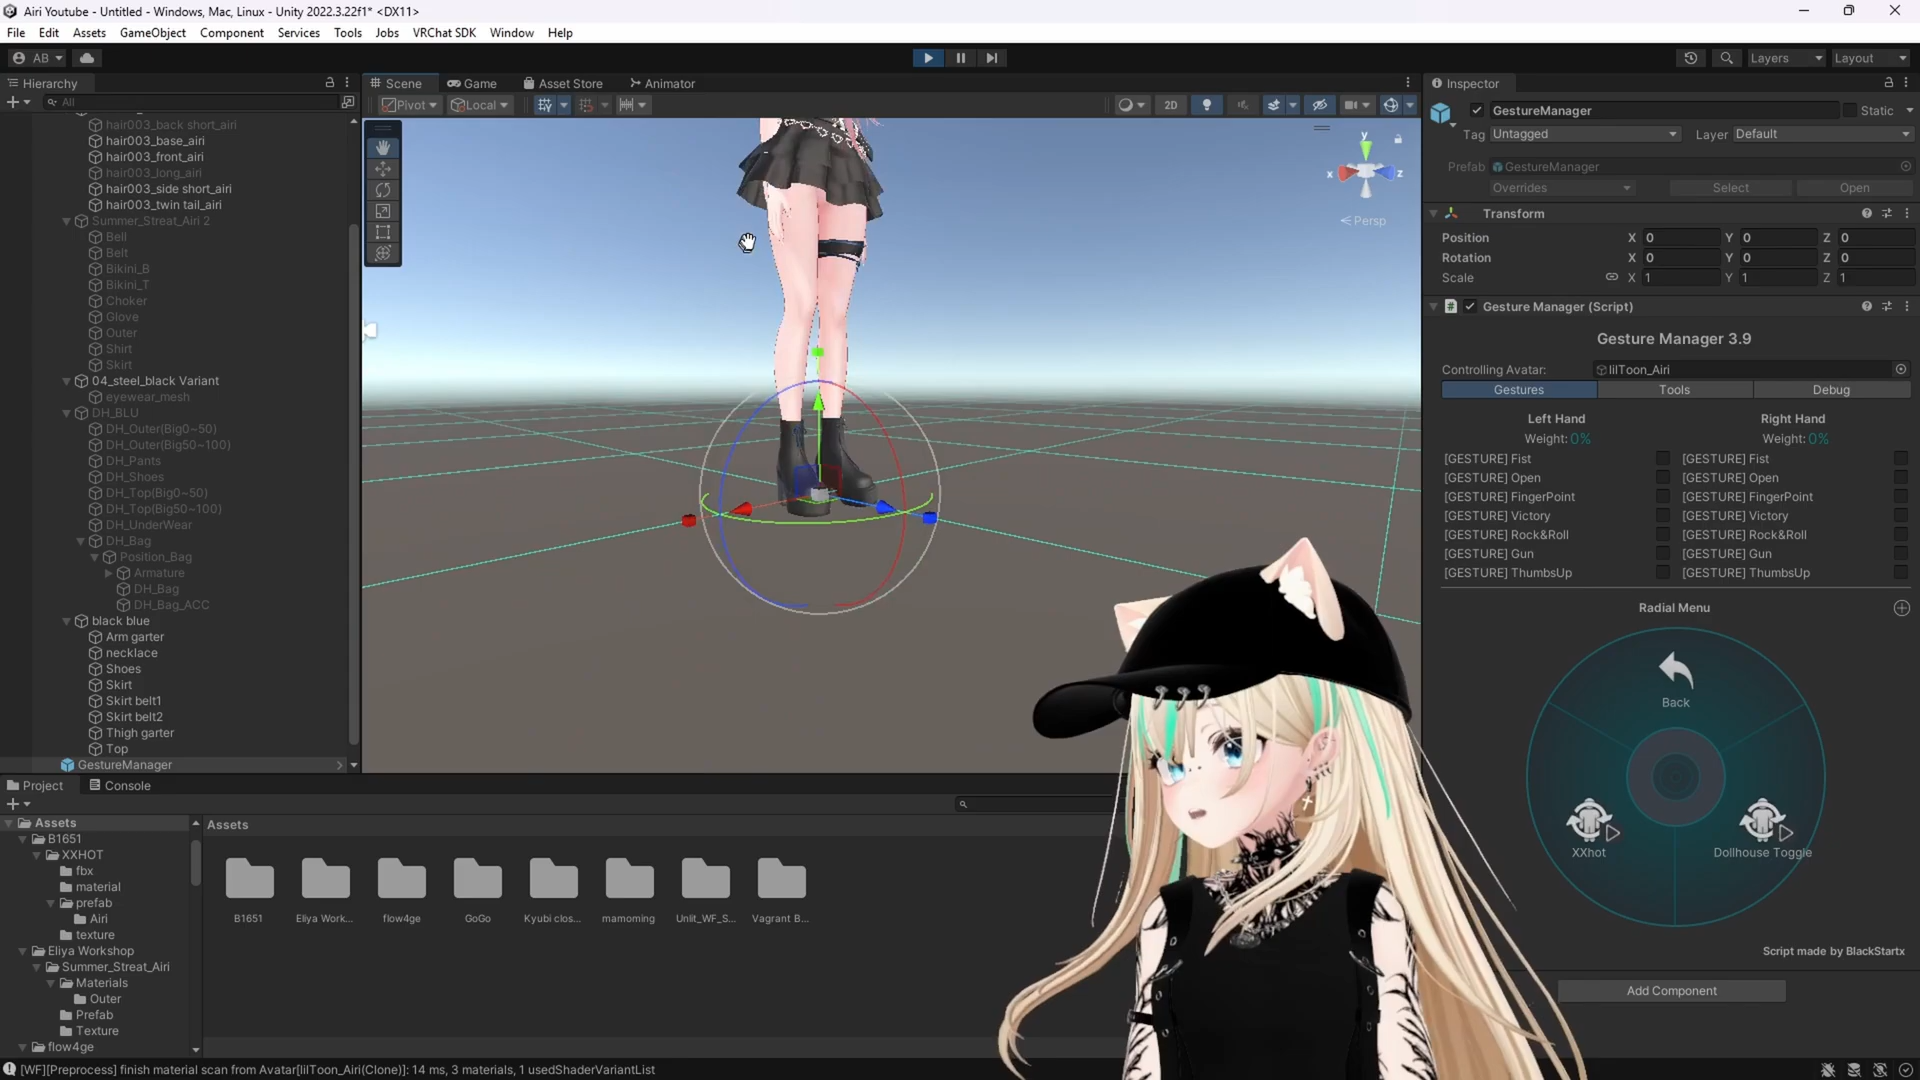 Airi Youtube - Untitled - Windows, Mac, Linux - Unity 2022.3.22f1* <DX11>
File Edit Assets GameObject Component Services Tools Jobs VRChat SDK Window Help
AB
Layers
Layout
Hierarchy
All
hair003_back short_airi
hair003_base_airi
hair003_front_airi
hair003_long_airi
hair003_side short_airi
hair003_twin tail_airi
Summer_Streat_Airi 2
Bell
Belt
Bikini_B
Bikini_T
Choker
Glove
Outer
Shirt
Skirt
04_steel_black Variant
eyewear_mesh
DH_BLU
DH_Outer(Big0~50)
DH_Outer(Big50~100)
DH_Pants
DH_Shoes
DH_Top(Big0~50)
DH_Top(Big50~100)
DH_UnderWear
DH_Bag
Position_Bag
Armature
DH_Bag
DH_Bag_ACC
black blue
Arm garter
necklace
Shoes
Skirt
Skirt belt1
Skirt belt2
Thigh garter
Top
GestureManager
Scene Game Asset Store Animator
Pivot Local
2D
y
x z
Persp
Inspector
GestureManager
Static
Tag Untagged Layer Default
Prefab GestureManager
Overrides Select Open
Transform
Position X 0 Y 0 Z 0
Rotation X 0 Y 0 Z 0
Scale X 1 Y 1 Z 1
Gesture Manager (Script)
Gesture Manager 3.9
Controlling Avatar: lilToon_Airi
Gestures Tools Debug
Left Hand Right Hand
Weight: 0% Weight: 0%
[GESTURE] Fist [GESTURE] Fist
[GESTURE] Open [GESTURE] Open
[GESTURE] FingerPoint [GESTURE] FingerPoint
[GESTURE] Victory [GESTURE] Victory
[GESTURE] Rock&Roll [GESTURE] Rock&Roll
[GESTURE] Gun [GESTURE] Gun
[GESTURE] ThumbsUp [GESTURE] ThumbsUp
Radial Menu
Back
XXhot Dollhouse Toggle
Script made by BlackStartx
Add Component
Project Console
Assets
B1651
XXHOT
fbx
material
prefab
Airi
texture
Eliya Workshop
Summer_Streat_Airi
Materials
Outer
Prefab
Texture
flow4ge
Assets
B1651 Eliya Work... flow4ge GoGo Kyubi clos... mamoming Unlit_WF_S... Vagrant B...
[WF][Preprocess] finish material scan from Avatar[lilToon_Airi(Clone)]: 14 ms, 3 materials, 1 usedShaderVariantList